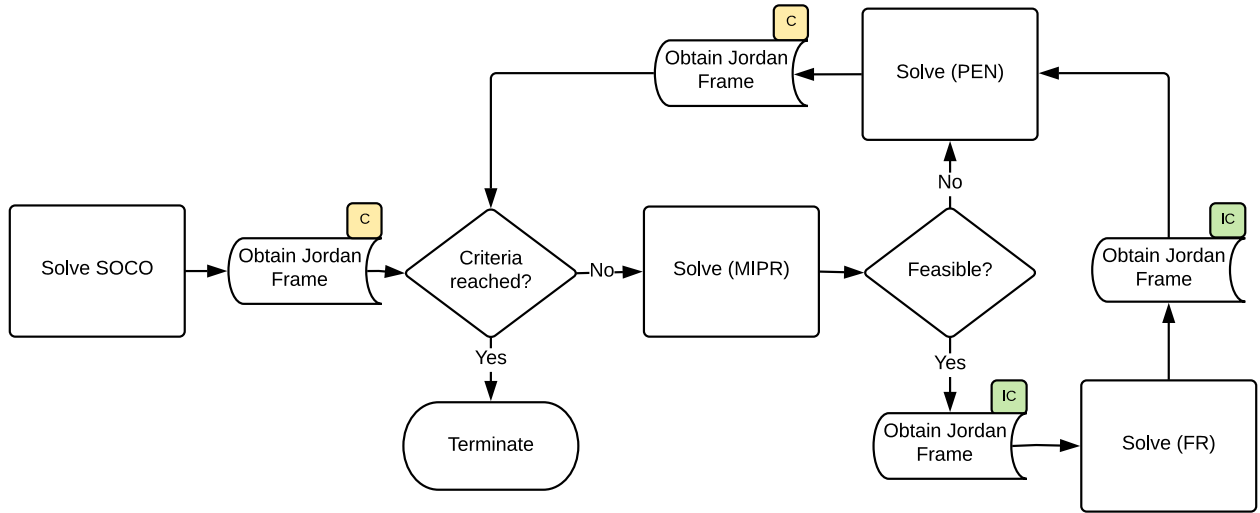 C
Obtain Jordan
Frame
Solve (PEN)
No
C
IC
Solve SOCO
Obtain Jordan
Frame
Criteria
reached?
No
Solve (MIPR)
Feasible?
Obtain Jordan
Frame
Yes
Yes
IC
Terminate
Obtain Jordan
Frame
Solve (FR)